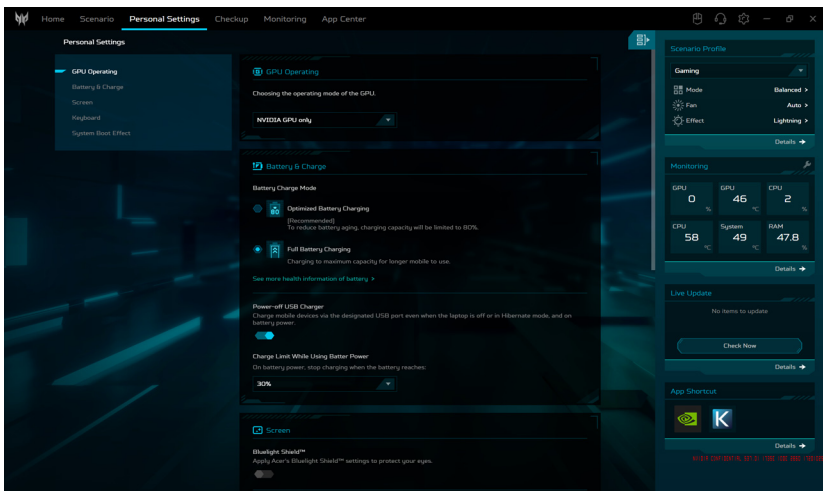 Home Scenario Personal Settings Checkup Monitoring App Center
Personal Settings
GPU Operating
Battery & Charge
Screen
Keyboard
System Boot Effect
GPU Operating
Choosing the operating mode of the GPU.
NVIDIA GPU only
Battery & Charge
Battery Charge Mode
80
Optimized Battery Charging
[Recommended]
To reduce battery aging, charging capacity will be limited to 80%.
Full Battery Charging
Charging to maximum capacity for longer mobile to use.
See more health information of battery >
Power-off USB Charger
Charge mobile devices via the designated USB port even when the laptop is off or in Hibernate mode, and on
battery power.
Charge Limit While Using Batter Power
On battery power, stop charging when the battery reaches:
30%
Screen
Bluelight Shield™
Apply Acer's Bluelight Shield™ settings to protect your eyes.
Scenario Profile
Gaming
Mode Balanced >
Fan Auto >
Effect Lightning >
Details →
Monitoring
GPU GPU CPU
0 % 46 °C 2 %
CPU System RAM
58 °C 49 °C 47.8 %
Details →
Live Update
No items to update
Check Now
Details →
App Shortcut
K
Details →